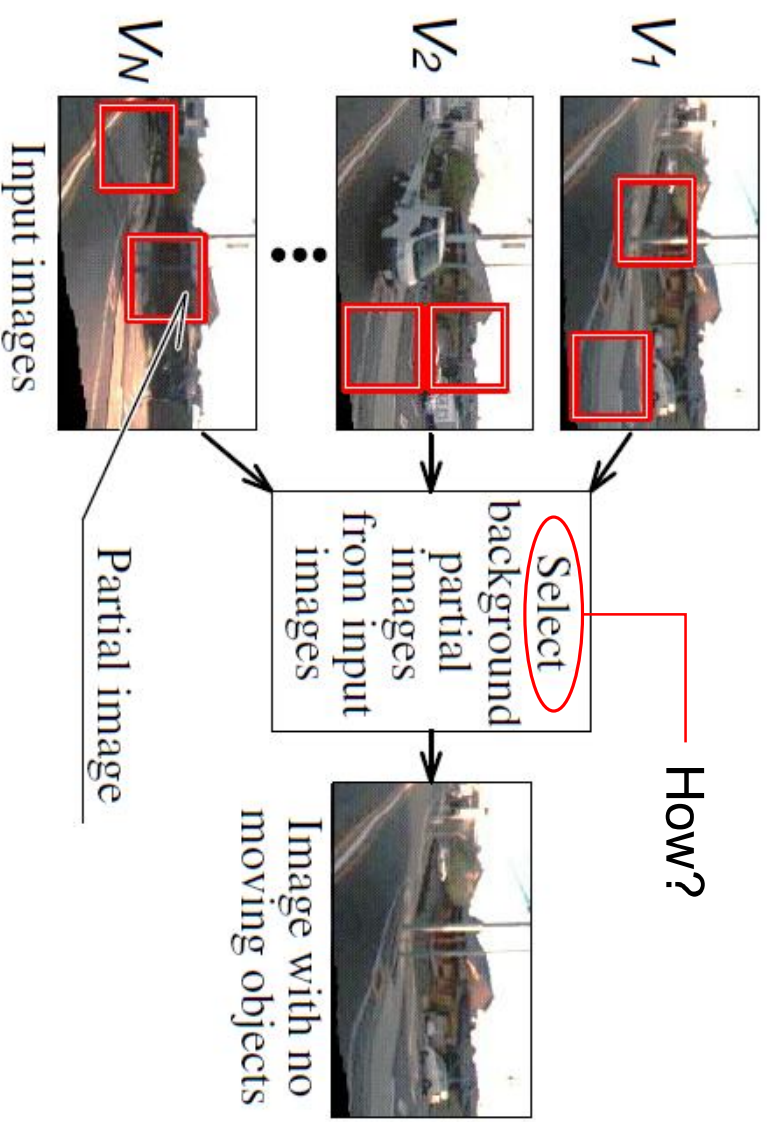 V1
V2
VN
Input images
Select
background
partial
images
from input
images
How?
Partial image
Image with no
moving objects